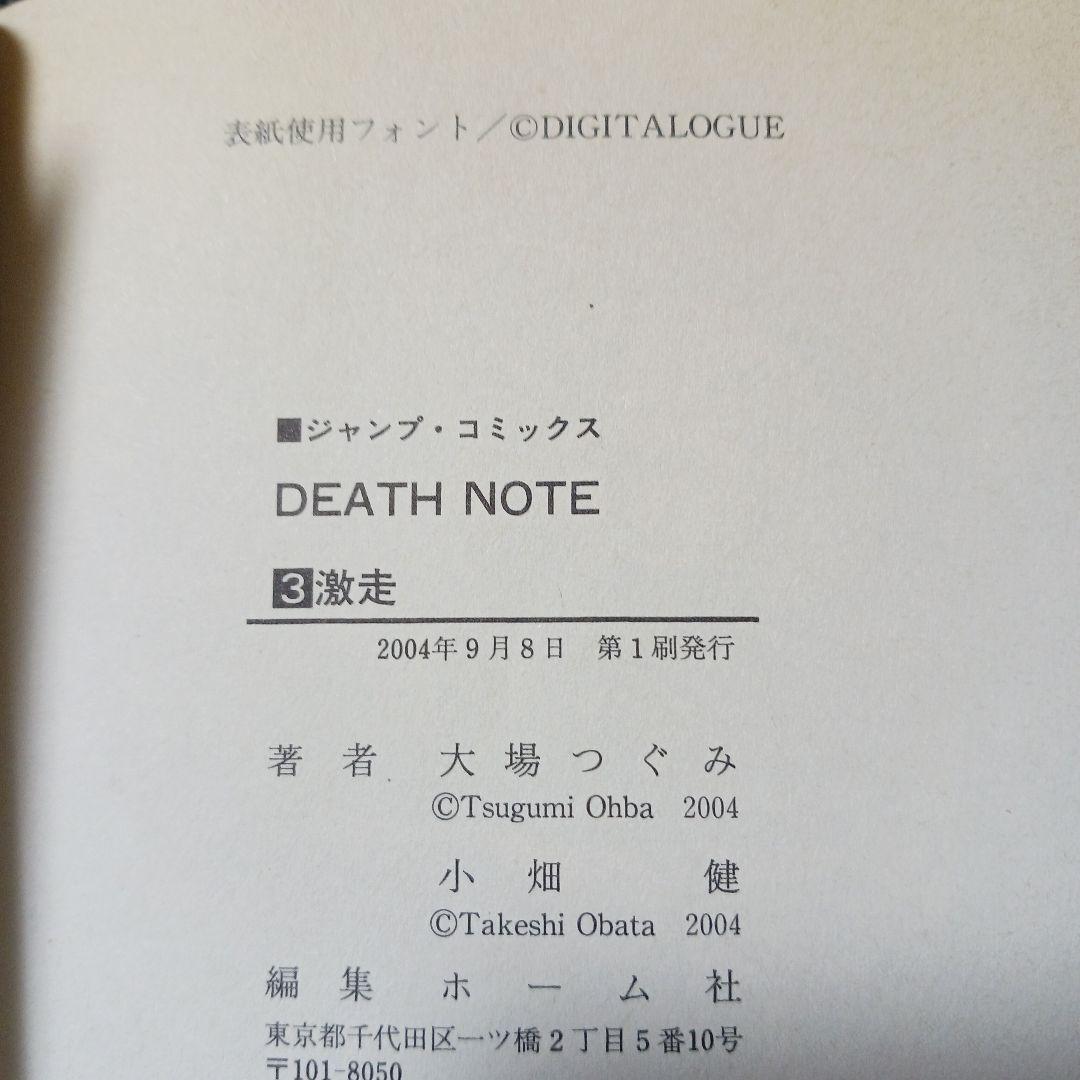 表紙使用フォント／©DIGITALOGUE
■ジャンプ・コミックス
DEATH NOTE
3激走
2004年9月8日 第1刷発行
著者 大場つぐみ
©Tsugumi Ohba 2004
小畑 健
©Takeshi Obata 2004
編集 ホーム社
東京都千代田区一ツ橋2丁目5番10号
〒101-8050